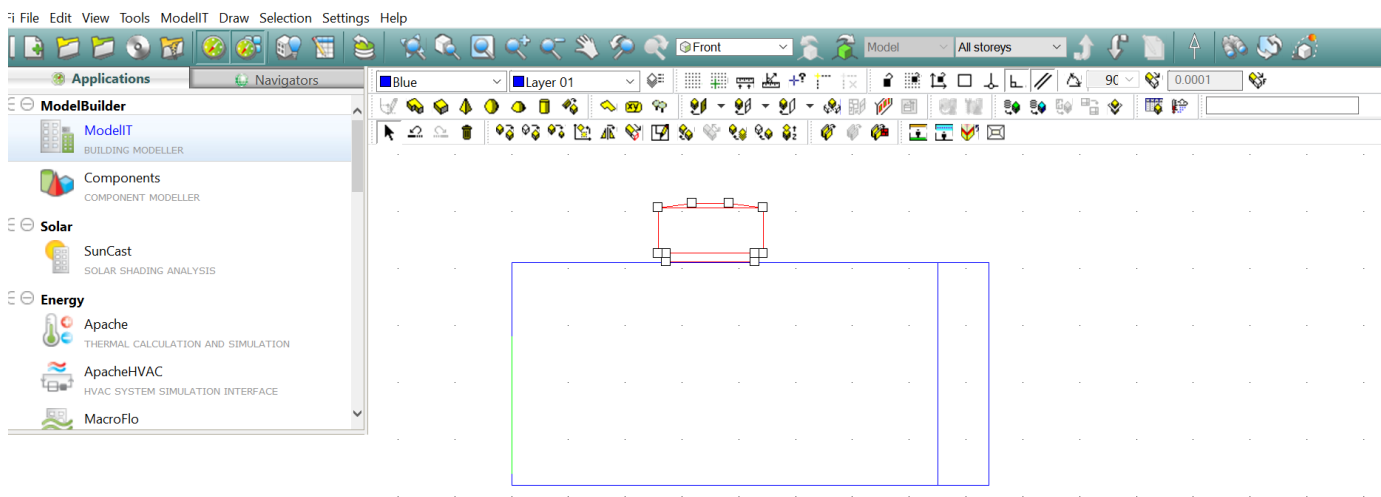 Fi File Edit View Tools ModelIT Draw Selection Settings Help
Front Model All storeys
Applications Navigators Blue Layer 01 90 0.0001
ModelBuilder
ModelIT
BUILDING MODELLER
Components
COMPONENT MODELLER
Solar
SunCast
SOLAR SHADING ANALYSIS
Energy
Apache
THERMAL CALCULATION AND SIMULATION
ApacheHVAC
HVAC SYSTEM SIMULATION INTERFACE
MacroFlo